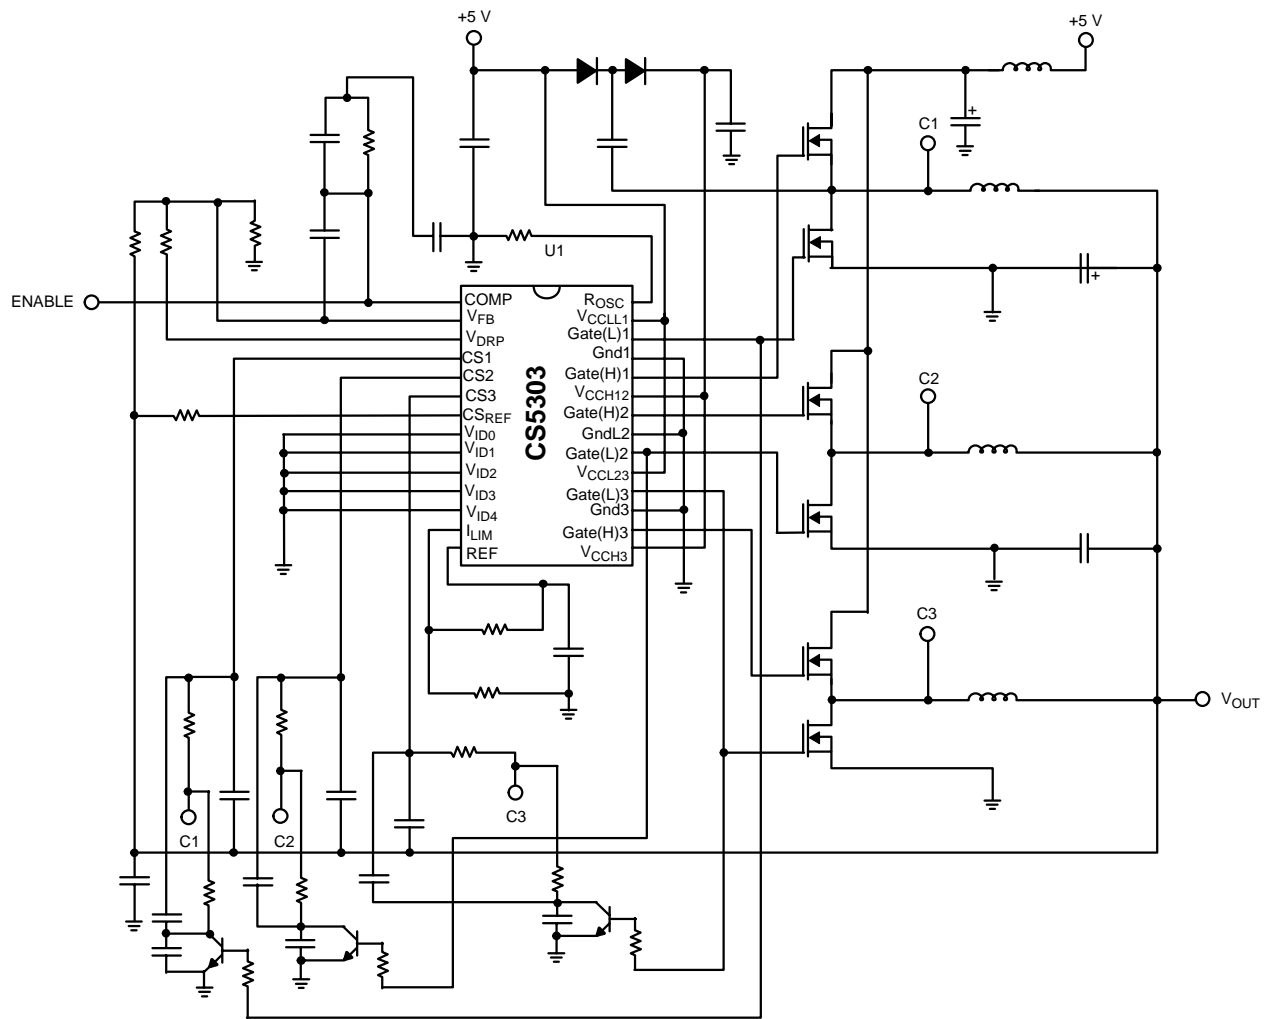 +5 V
+5 V
C1
U1
ENABLE
COMP
VFB
VDRP
CS1
CS2
CS3
CSREF
VID0
VID1
VID2
VID3
VID4
ILIM
REF
CS5303
ROSC
VCCLL1
Gate(L)1
Gnd1
Gate(H)1
VCCH12
Gate(H)2
GndL2
Gate(L)2
VCCL23
Gate(L)3
Gnd3
Gate(H)3
VCCH3
+
+
C2
C3
VOUT
C1
C2
C3